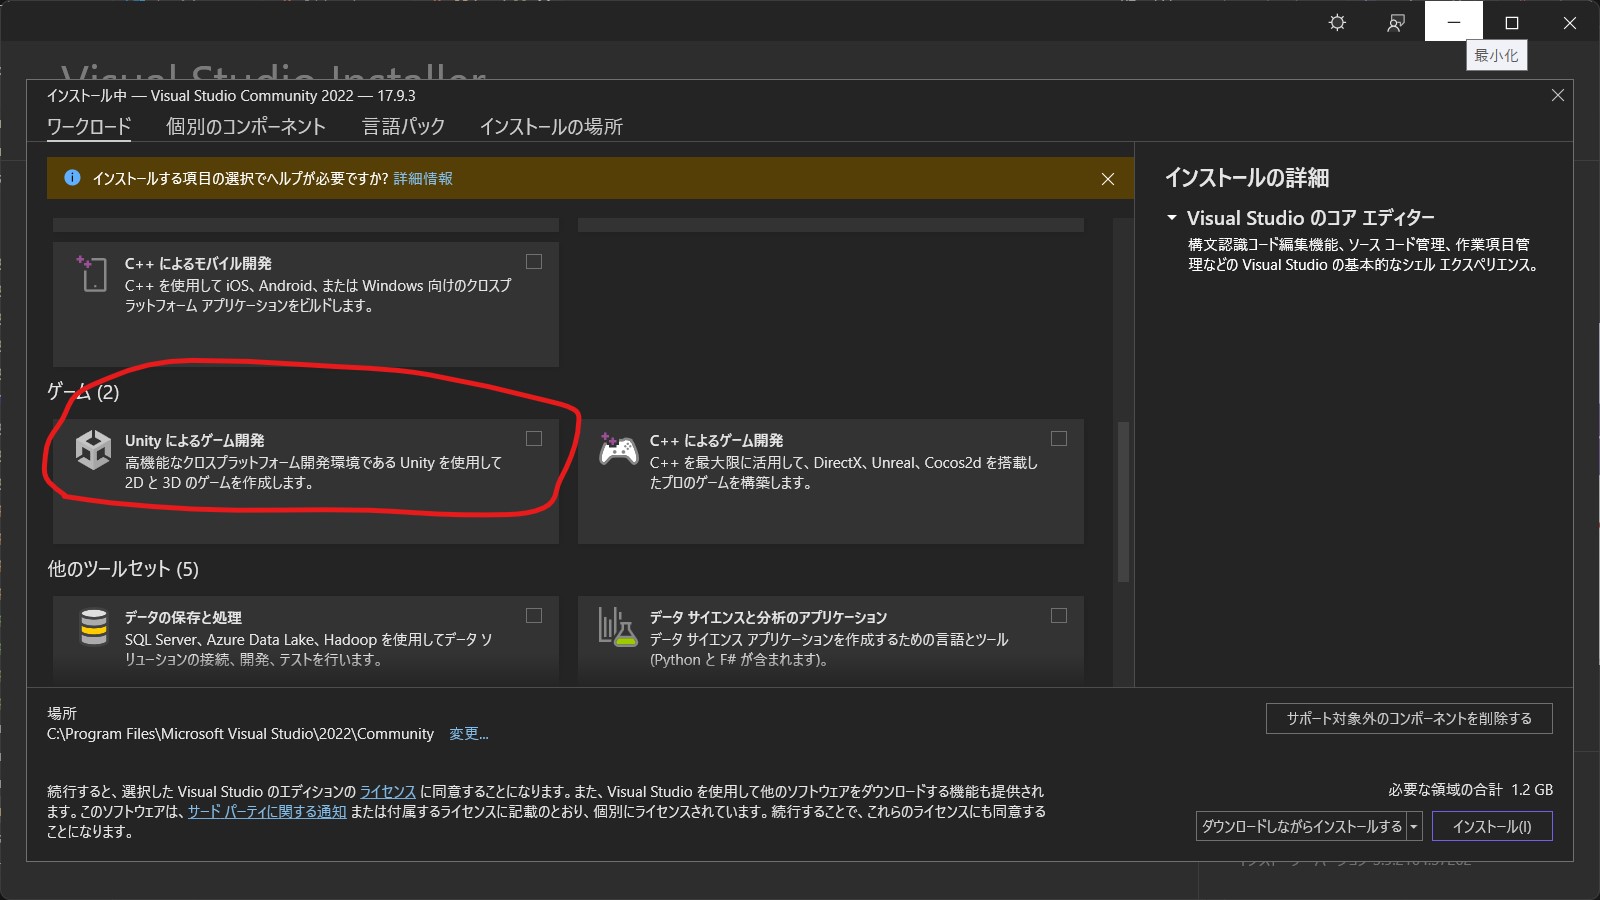 最小化
Visual Studio Installer
インストール中 — Visual Studio Community 2022 — 17.9.3
ワークロード 個別のコンポーネント 言語パック インストールの場所
インストールする項目の選択でヘルプが必要ですか? 詳細情報
C++ によるモバイル開発
C++ を使用して iOS、Android、または Windows 向けのクロスプ
ラットフォーム アプリケーションをビルドします。
ゲーム (2)
Unity によるゲーム開発
高機能なクロスプラットフォーム開発環境である Unity を使用して
2D と 3D のゲームを作成します。
C++ によるゲーム開発
C++ を最大限に活用して、DirectX、Unreal、Cocos2d を搭載し
たプロのゲームを構築します。
他のツールセット (5)
データの保存と処理
SQL Server、Azure Data Lake、Hadoop を使用してデータ ソ
リューションの接続、開発、テストを行います。
データ サイエンスと分析のアプリケーション
データ サイエンス アプリケーションを作成するための言語とツール
(Python と F# が含まれます)。
インストールの詳細
Visual Studio のコア エディター
構文認識コード編集機能、ソース コード管理、作業項目管
理などの Visual Studio の基本的なシェル エクスペリエンス。
場所
C:\Program Files\Microsoft Visual Studio\2022\Community 変更...
サポート対象外のコンポーネントを削除する
続行すると、選択した Visual Studio のエディションの ライセンス に同意することになります。また、Visual Studio を使用して他のソフトウェアをダウンロードする機能も提供され
ます。このソフトウェアは、サード パーティに関する通知 または付属するライセンスに記載のとおり、個別にライセンスされています。続行することで、これらのライセンスにも同意する
ことになります。
必要な領域の合計 1.2 GB
ダウンロードしながらインストールする インストール(I)